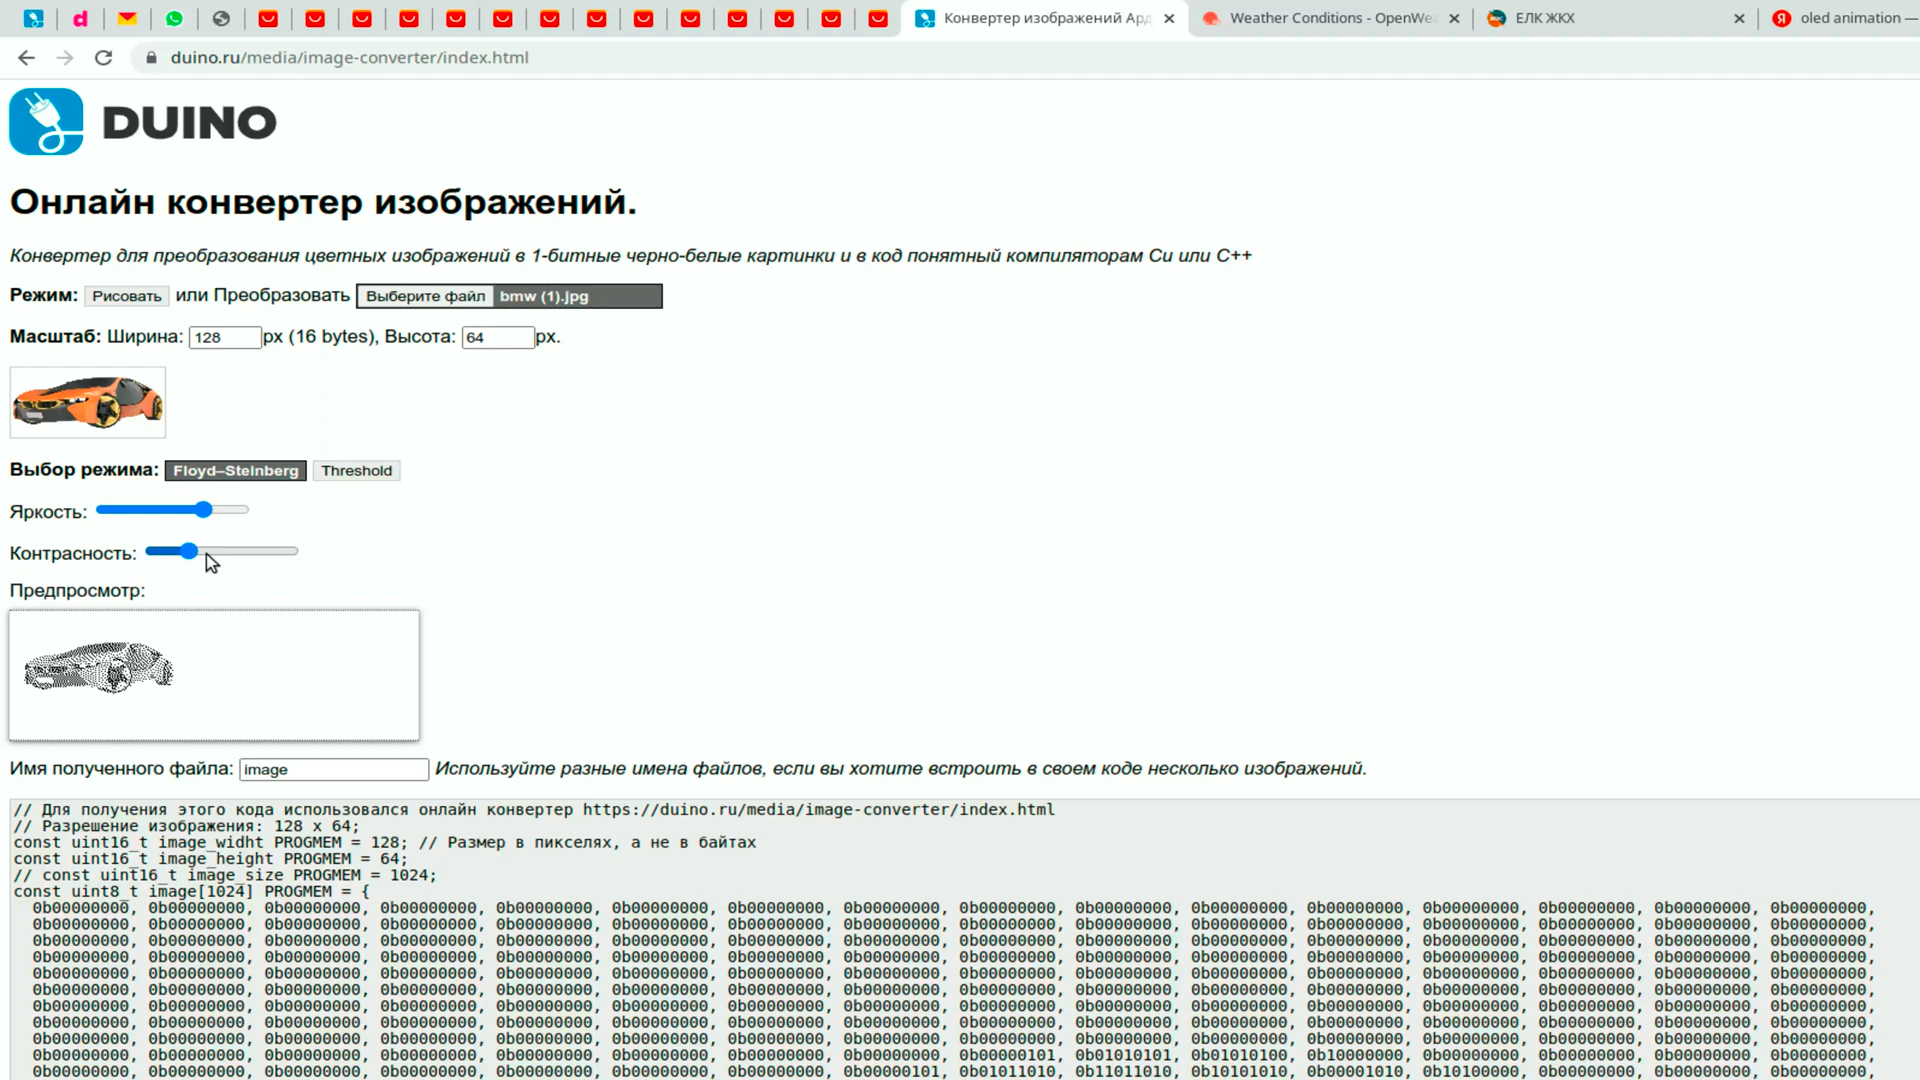 Конвертер изображений Ард
Weather Conditions - OpenWe
ЕЛК ЖКХ
oled animation —
duino.ru/media/image-converter/index.html
DUINO
Онлайн конвертер изображений.
Конвертер для преобразования цветных изображений в 1-битные черно-белые картинки и в код понятный компиляторам Си или С++
Режим: Рисовать или Преобразовать Выберите файл bmw (1).jpg
Масштаб: Ширина: 128 px (16 bytes), Высота: 64 px.
Выбор режима: Floyd–Steinberg Threshold
Яркость:
Контрасность:
Предпросмотр:
Имя полученного файла: image Используйте разные имена файлов, если вы хотите встроить в своем коде несколько изображений.
// Для получения этого кода использовался онлайн конвертер https://duino.ru/media/image-converter/index.html
// Разрешение изображения: 128 x 64;
const uint16_t image_widht PROGMEM = 128; // Размер в пикселях, а не в байтах
const uint16_t image_height PROGMEM = 64;
// const uint16_t image_size PROGMEM = 1024;
const uint8_t image[1024] PROGMEM = {
0b00000000, 0b00000000, 0b00000000, 0b00000000, 0b00000000, 0b00000000, 0b00000000, 0b00000000, 0b00000000, 0b00000000, 0b00000000, 0b00000000, 0b00000000, 0b00000000, 0b00000000, 0b00000000,
0b00000000, 0b00000000, 0b00000000, 0b00000000, 0b00000000, 0b00000000, 0b00000000, 0b00000000, 0b00000000, 0b00000000, 0b00000000, 0b00000000, 0b00000000, 0b00000000, 0b00000000, 0b00000000,
0b00000000, 0b00000000, 0b00000000, 0b00000000, 0b00000000, 0b00000000, 0b00000000, 0b00000000, 0b00000000, 0b00000000, 0b00000000, 0b00000000, 0b00000000, 0b00000000, 0b00000000, 0b00000000,
0b00000000, 0b00000000, 0b00000000, 0b00000000, 0b00000000, 0b00000000, 0b00000000, 0b00000000, 0b00000000, 0b00000000, 0b00000000, 0b00000000, 0b00000000, 0b00000000, 0b00000000, 0b00000000,
0b00000000, 0b00000000, 0b00000000, 0b00000000, 0b00000000, 0b00000000, 0b00000000, 0b00000000, 0b00000000, 0b00000000, 0b00000000, 0b00000000, 0b00000000, 0b00000000, 0b00000000, 0b00000000,
0b00000000, 0b00000000, 0b00000000, 0b00000000, 0b00000000, 0b00000000, 0b00000000, 0b00000000, 0b00000000, 0b00000000, 0b00000000, 0b00000000, 0b00000000, 0b00000000, 0b00000000, 0b00000000,
0b00000000, 0b00000000, 0b00000000, 0b00000000, 0b00000000, 0b00000000, 0b00000000, 0b00000000, 0b00000000, 0b00000000, 0b00000000, 0b00000000, 0b00000000, 0b00000000, 0b00000000, 0b00000000,
0b00000000, 0b00000000, 0b00000000, 0b00000000, 0b00000000, 0b00000000, 0b00000000, 0b00000000, 0b00000000, 0b00000000, 0b00000000, 0b00000000, 0b00000000, 0b00000000, 0b00000000, 0b00000000,
0b00000000, 0b00000000, 0b00000000, 0b00000000, 0b00000000, 0b00000000, 0b00000000, 0b00000000, 0b00000000, 0b00000000, 0b00000000, 0b00000000, 0b00000000, 0b00000000, 0b00000000, 0b00000000,
0b00000000, 0b00000000, 0b00000000, 0b00000000, 0b00000000, 0b00000000, 0b00000000, 0b00000000, 0b00000101, 0b01010101, 0b01010100, 0b10000000, 0b00000000, 0b00000000, 0b00000000, 0b00000000,
0b00000000, 0b00000000, 0b00000000, 0b00000000, 0b00000000, 0b00000000, 0b00000000, 0b00000101, 0b01011010, 0b11011010, 0b10101010, 0b00001010, 0b10100000, 0b00000000, 0b00000000, 0b00000000,